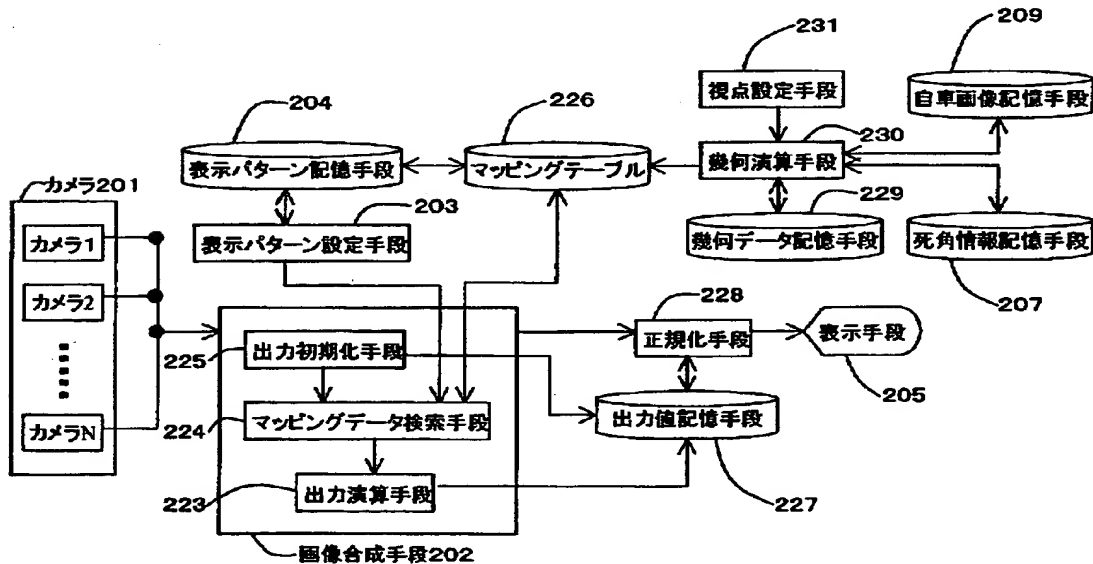 209
231
視点設定手段
自車画像記憶手段
204
226
230
表示パターン記憶手段
マッピングテーブル
幾何演算手段
カメラ201
203
229
カメラ1
表示パターン設定手段
幾何データ記憶手段
死角情報記憶手段
カメラ2
228
207
225
出力初期化手段
正規化手段
表示手段
205
カメラN
224
マッピングデータ検索手段
出力値記憶手段
223
出力演算手段
227
画像合成手段202